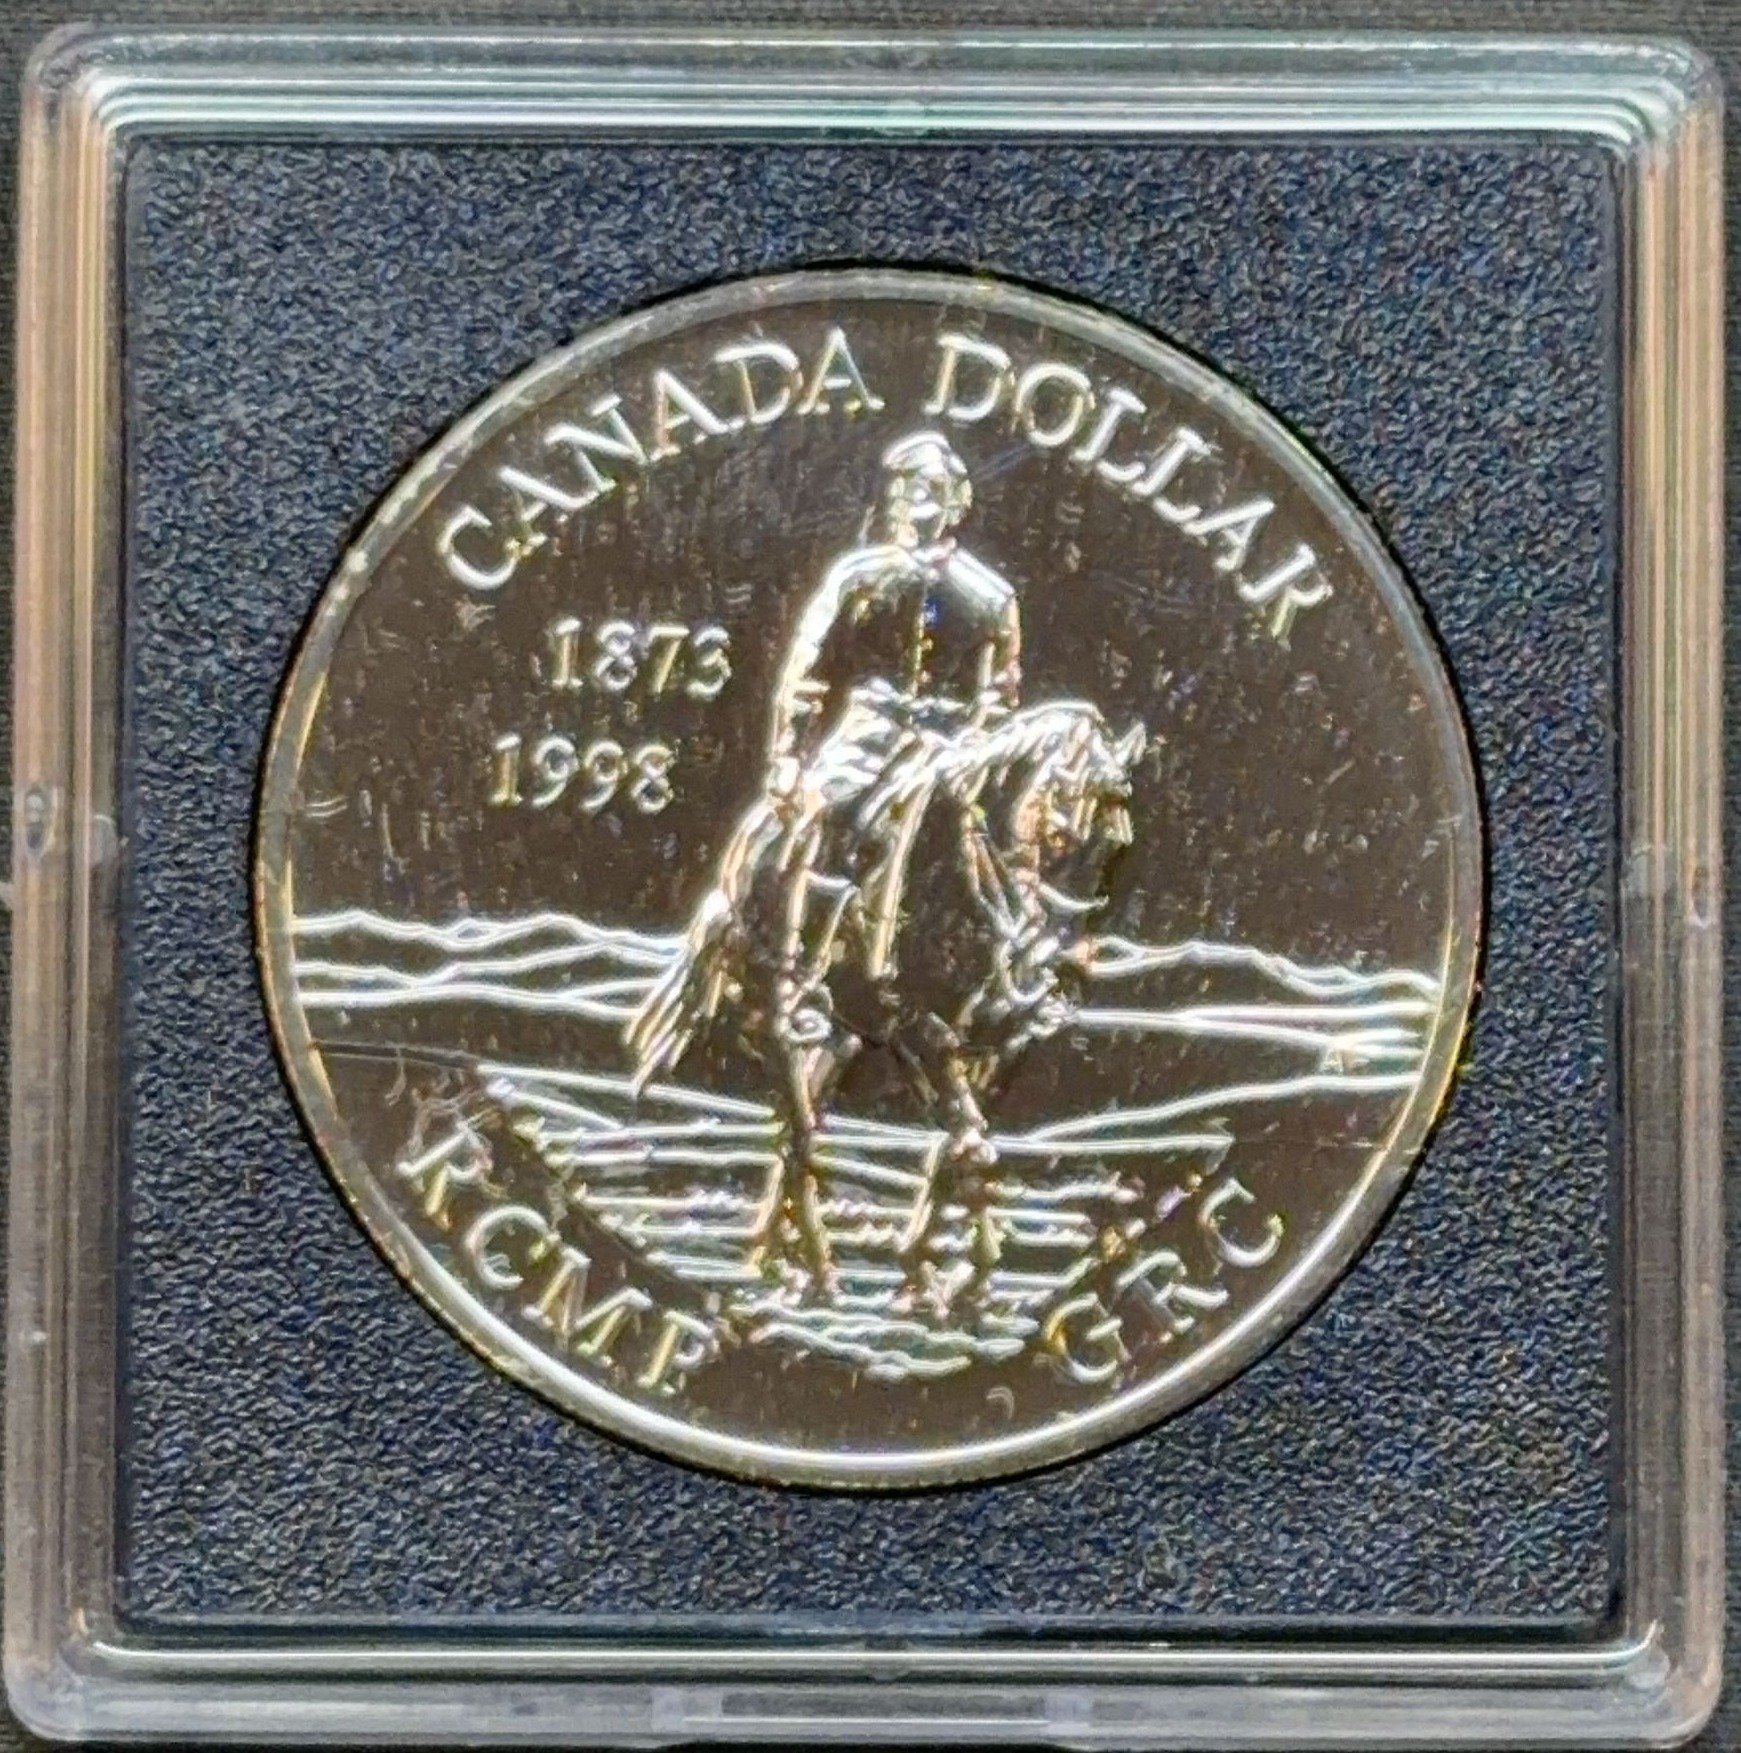 CANADA DOLLAR
1873
1998
RCMP GRC